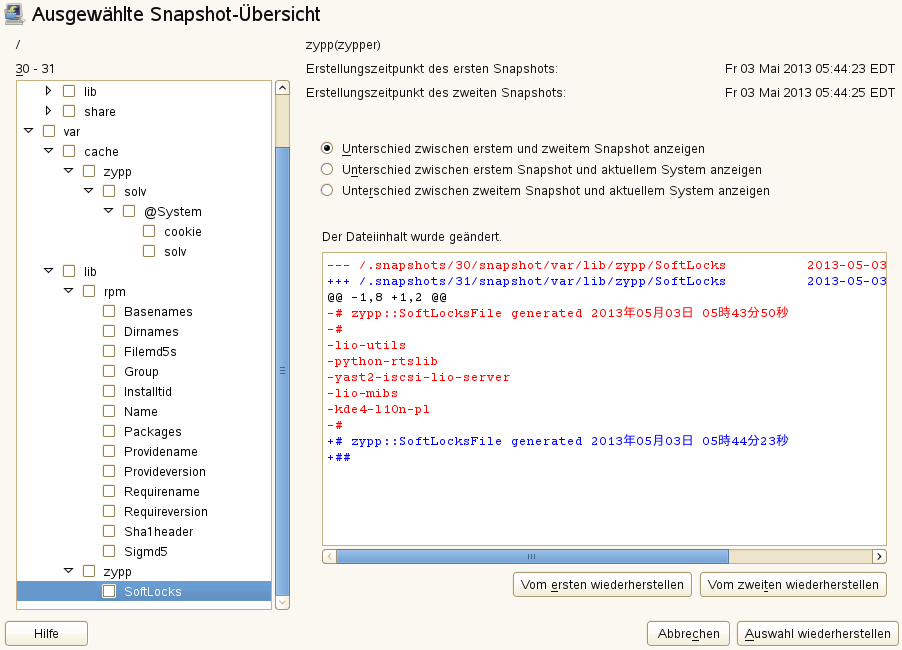 Ausgewählte Snapshot-Übersicht
/
30 - 31
lib
share
var
cache
zypp
solv
@System
cookie
solv
lib
rpm
Basenames
Dirnames
Filemd5s
Group
Installtid
Name
Packages
Providename
Provideversion
Requirename
Requireversion
Sha1header
Sigmd5
zypp
SoftLocks
zypp(zypper)
Erstellungszeitpunkt des ersten Snapshots: Fr 03 Mai 2013 05:44:23 EDT
Erstellungszeitpunkt des zweiten Snapshots: Fr 03 Mai 2013 05:44:25 EDT
Unterschied zwischen erstem und zweitem Snapshot anzeigen
Unterschied zwischen erstem Snapshot und aktuellem System anzeigen
Unterschied zwischen zweitem Snapshot und aktuellem System anzeigen
Der Dateiinhalt wurde geändert.
--- /.snapshots/30/snapshot/var/lib/zypp/SoftLocks 2013-05-03
+++ /.snapshots/31/snapshot/var/lib/zypp/SoftLocks 2013-05-03
@@ -1,8 +1,2 @@
-# zypp::SoftLocksFile generated 2013年05月03日 05時43分50秒
-#
-lio-utils
-python-rtslib
-yast2-iscsi-lio-server
-lio-mibs
-kde4-l10n-pl
-#
+# zypp::SoftLocksFile generated 2013年05月03日 05時44分23秒
+##
Vom ersten wiederherstellen Vom zweiten wiederherstellen
Hilfe Abbrechen Auswahl wiederherstellen